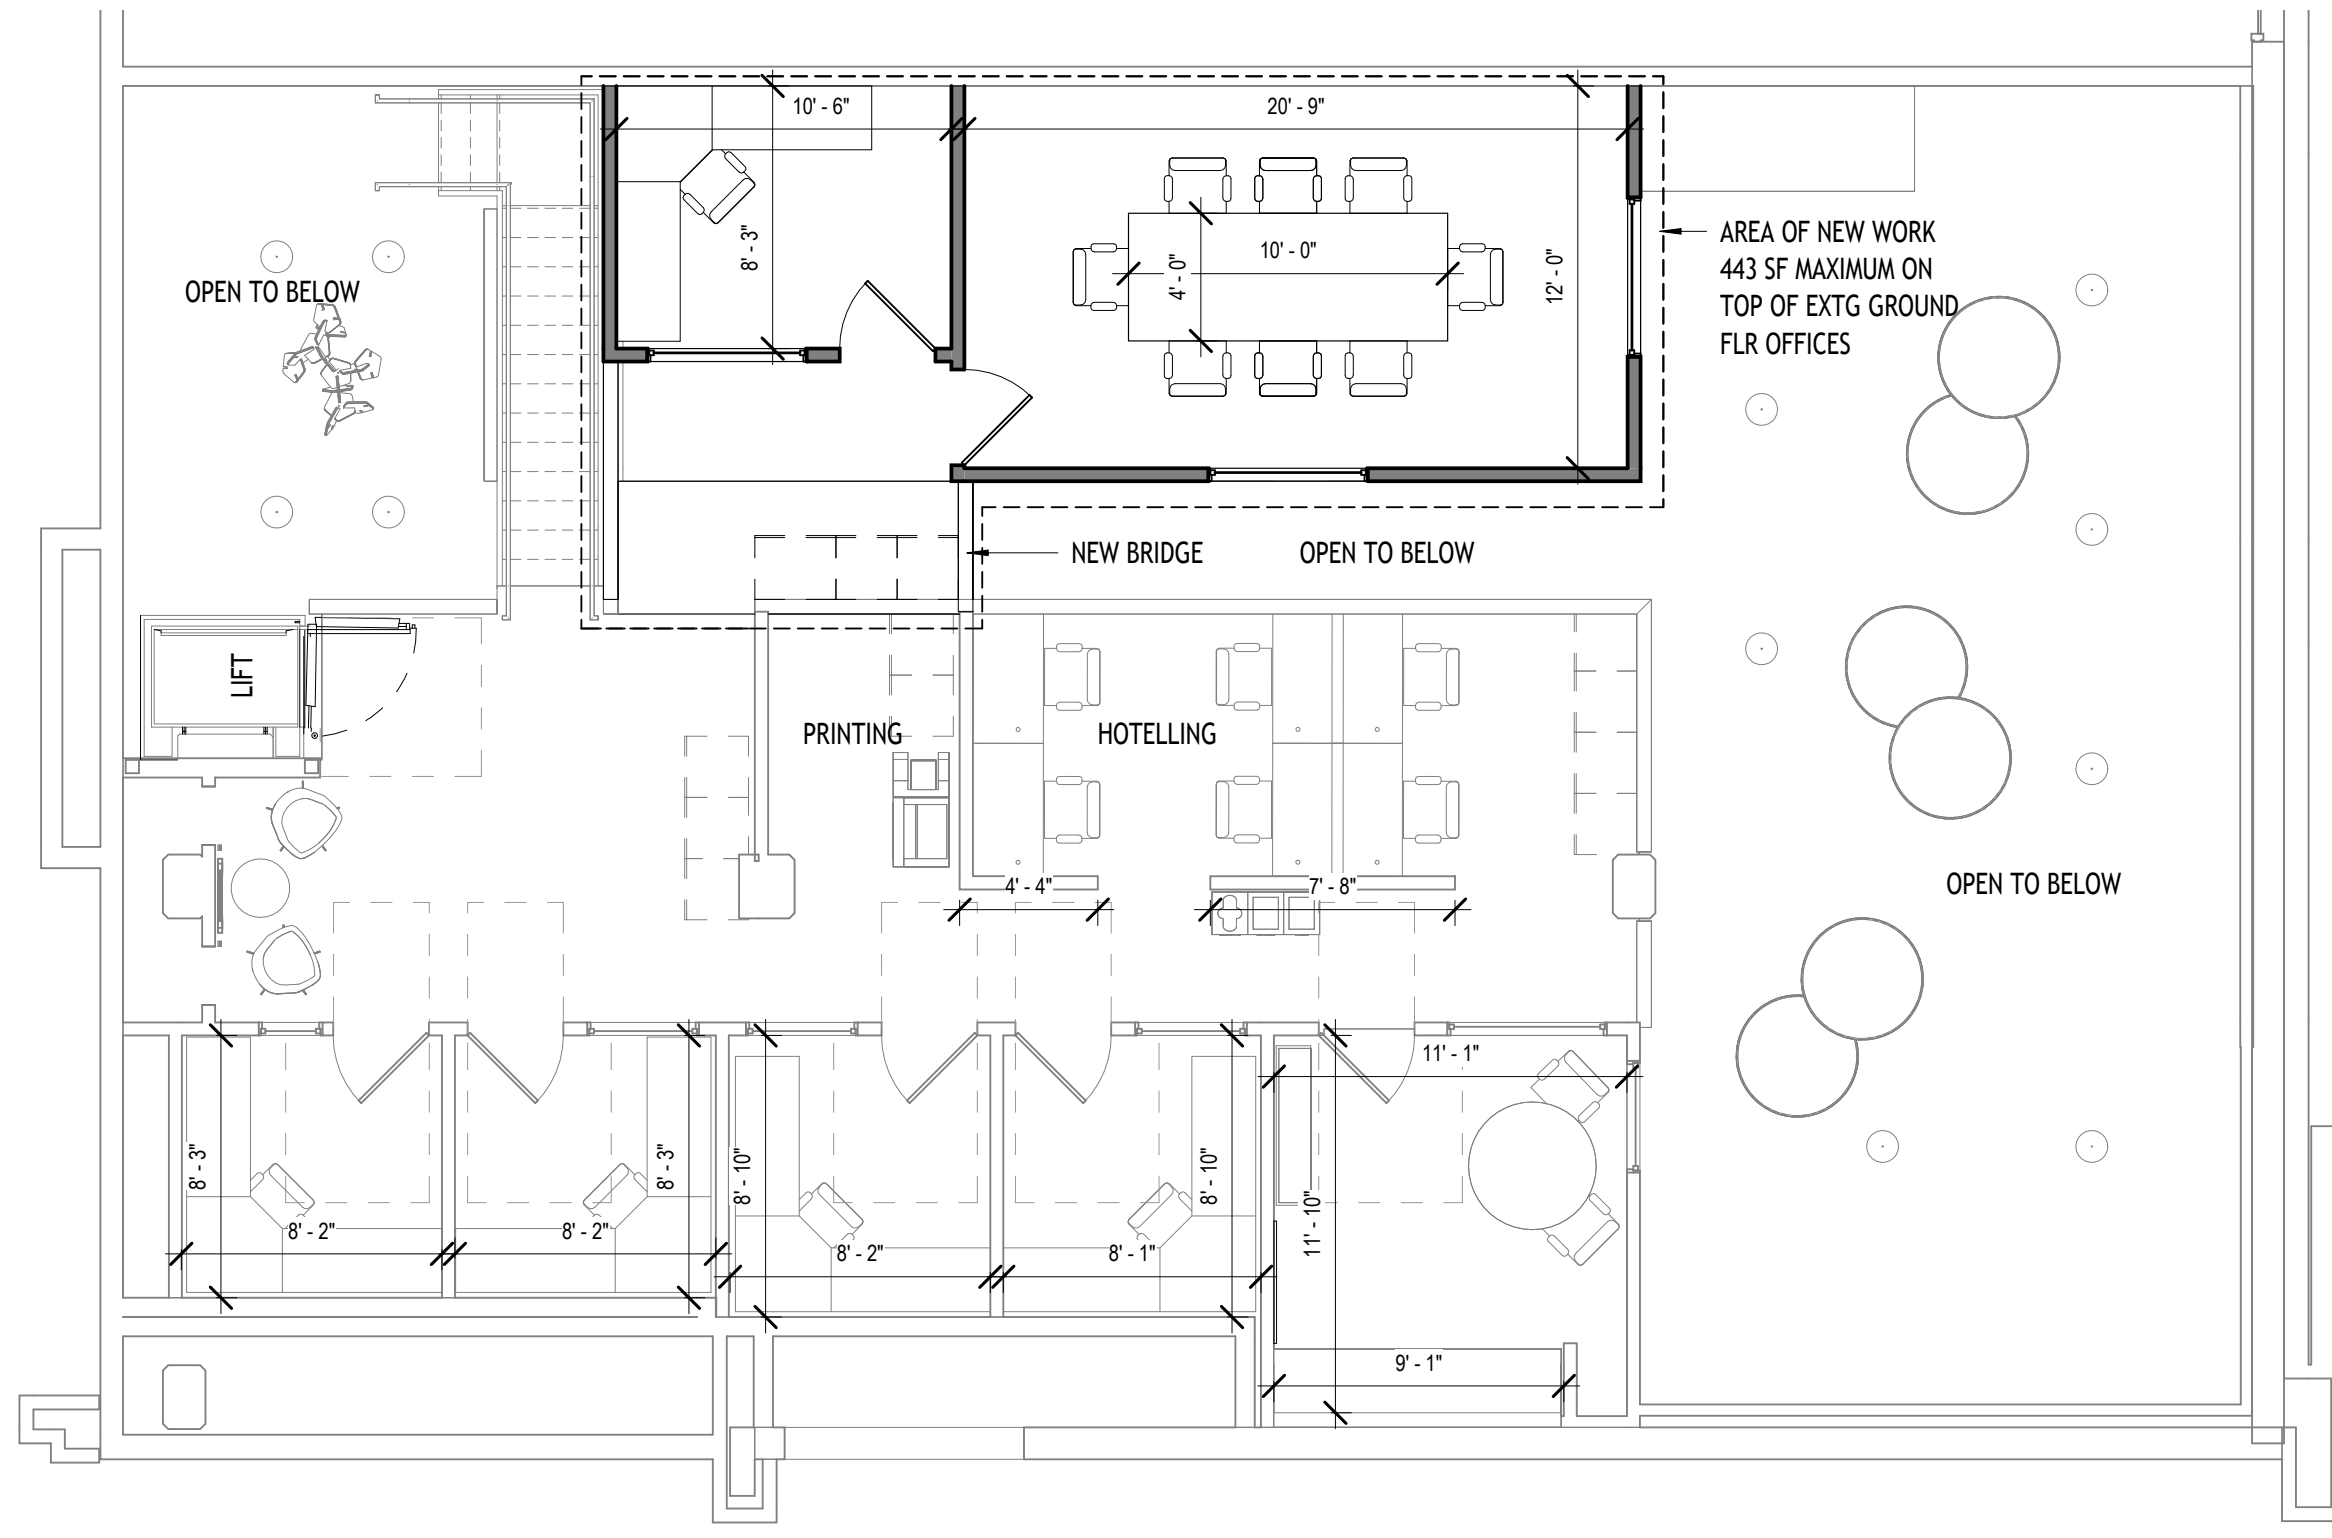 10' - 6"
20' - 9"
8' - 3"
4' - 0"
10' - 0"
12' - 0"
AREA OF NEW WORK
443 SF MAXIMUM ON
TOP OF EXTG GROUND
FLR OFFICES
OPEN TO BELOW
NEW BRIDGE
OPEN TO BELOW
LIFT
PRINTING
HOTELLING
4' - 4"
7' - 8"
OPEN TO BELOW
11' - 1"
8' - 3"
8' - 3"
8' - 10"
8' - 10"
11' - 10"
8' - 2"
8' - 2"
8' - 2"
8' - 1"
9' - 1"